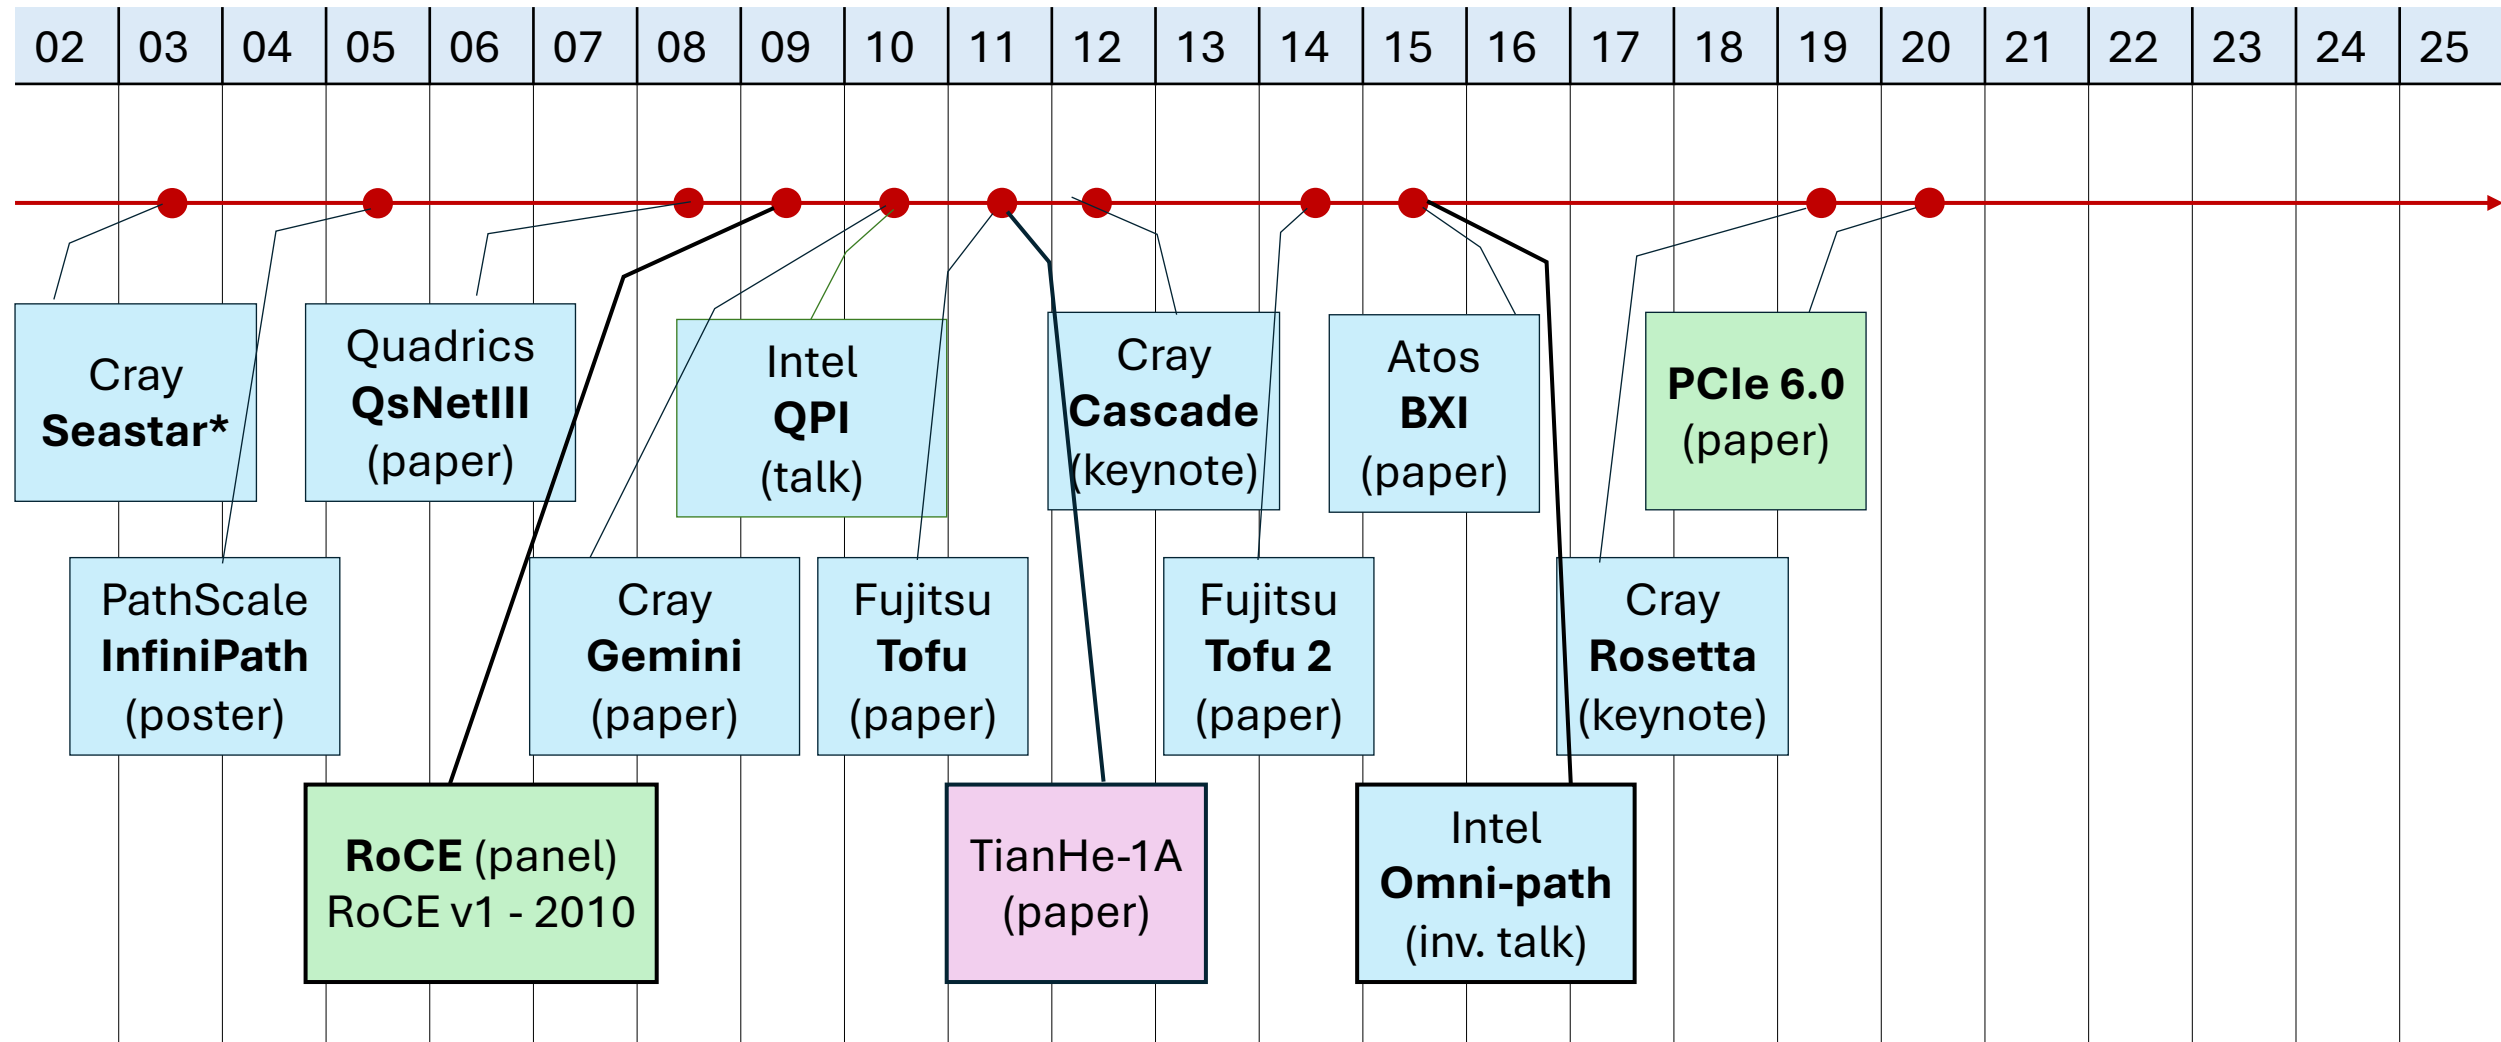 02 03 04 05 06 07 08 09 10 11 12 13 14 15 16 17 18 19 20 21 22 23 24 25
Cray
Seastar*
Quadrics
QsNetIII
(paper)
Intel
QPI
(talk)
Cray
Cascade
(keynote)
Atos
BXI
(paper)
PCIe 6.0
(paper)
PathScale
InfiniPath
(poster)
Cray
Gemini
(paper)
Fujitsu
Tofu
(paper)
Fujitsu
Tofu 2
(paper)
Cray
Rosetta
(keynote)
RoCE (panel)
RoCE v1 - 2010
TianHe-1A
(paper)
Intel
Omni-path
(inv. talk)